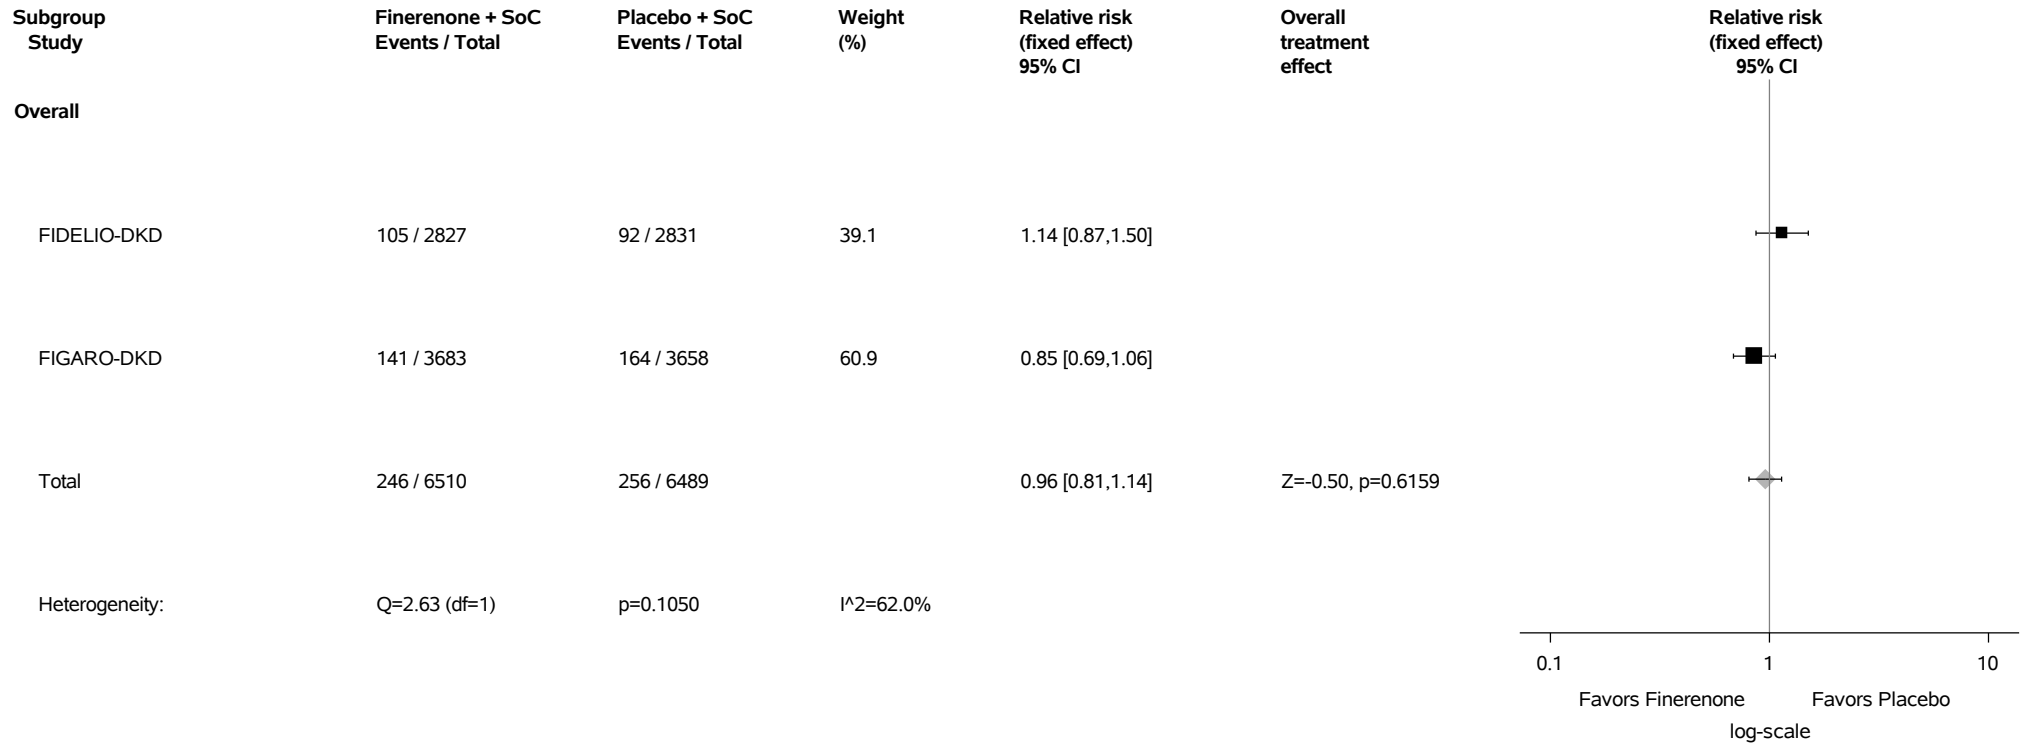 Subgroup Finerenone + SoC Placebo + SoC Weight Relative risk Overall Relative risk
Study Events / Total Events / Total (%) (fixed effect) treatment (fixed effect)
95% CI effect 95% CI
Overall
FIDELIO-DKD 105 / 2827 92 / 2831 39.1 1.14 [0.87,1.50]
FIGARO-DKD 141 / 3683 164 / 3658 60.9 0.85 [0.69,1.06]
Total 246 / 6510 256 / 6489 0.96 [0.81,1.14] Z=-0.50, p=0.6159
Heterogeneity: Q=2.63 (df=1) p=0.1050 I^2=62.0%
0.1 1 10
Favors Finerenone Favors Placebo
log-scale